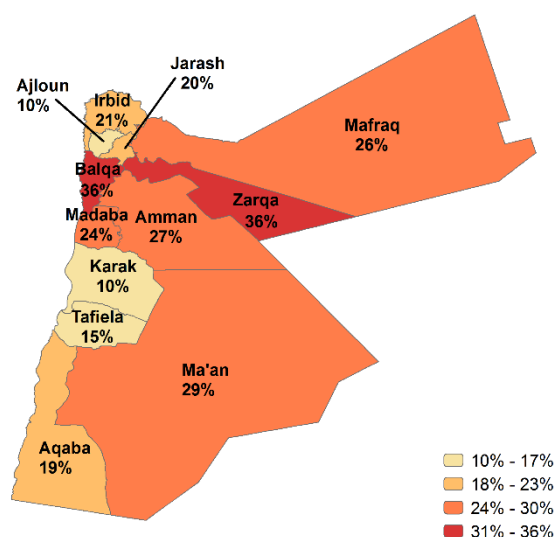 Jarash
20%
Ajloun
10%
Irbid
21%
Mafraq
26%
Balqa
36%
Zarqa
36%
Madaba
24%
Amman
27%
Karak
10%
Tafiela
15%
Ma'an
29%
Aqaba
19%
10% - 17%
18% - 23%
24% - 30%
31% - 36%